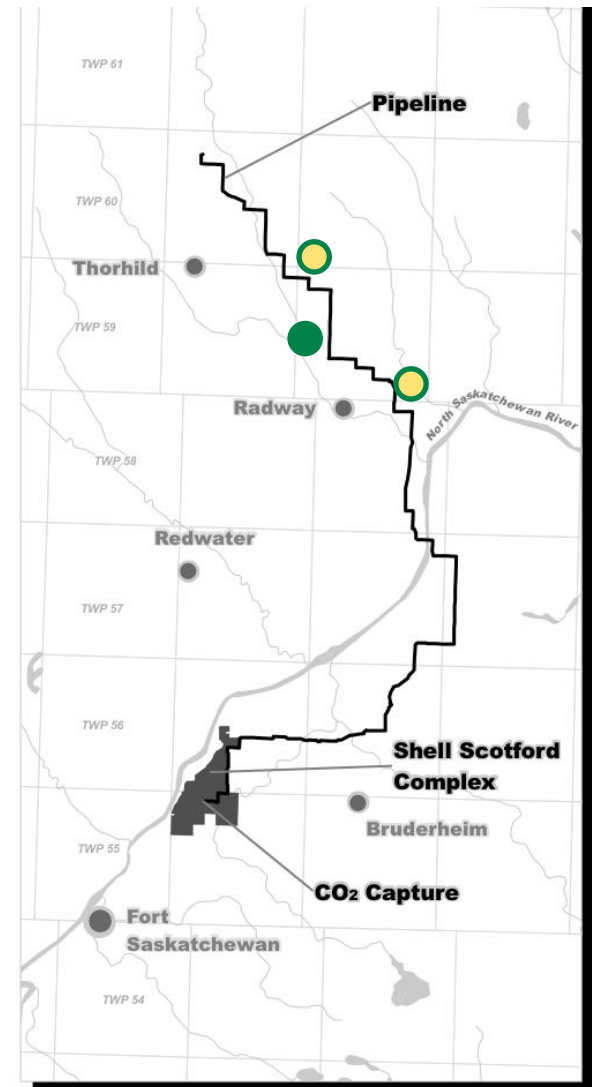 TWP 61
Pipeline
TWP 60
Thorhild
TWP 59
Radway
North Saskatchewan River
TWP 58
Redwater
TWP 57
TWP 56
Shell Scotford
Complex
Bruderheim
TWP 55
CO₂ Capture
Fort
Saskatchewan
TWP 54